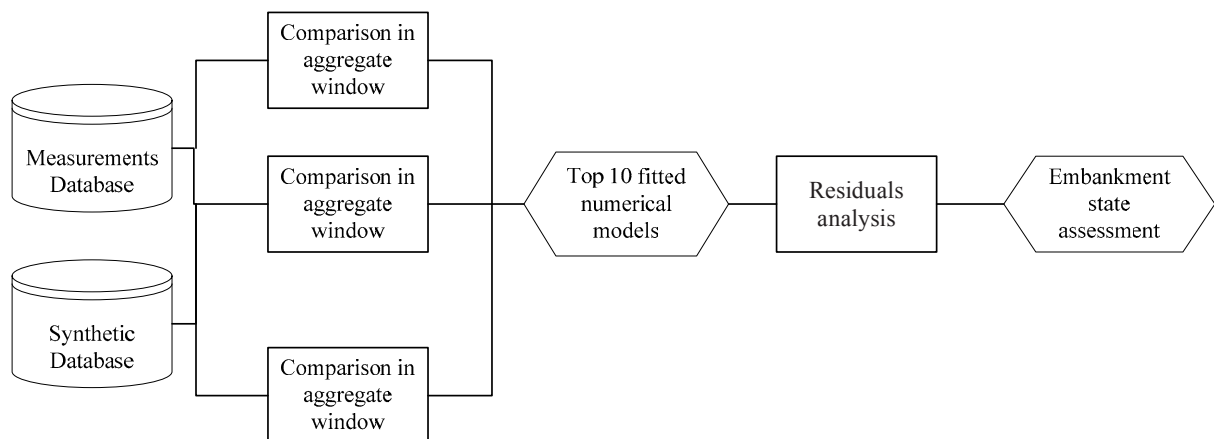 Measurements
Database
Synthetic
Database
Comparison in
aggregate
window
Comparison in
aggregate
window
Comparison in
aggregate
window
Top 10 fitted
numerical
models
Residuals
analysis
Embankment
state
assessment